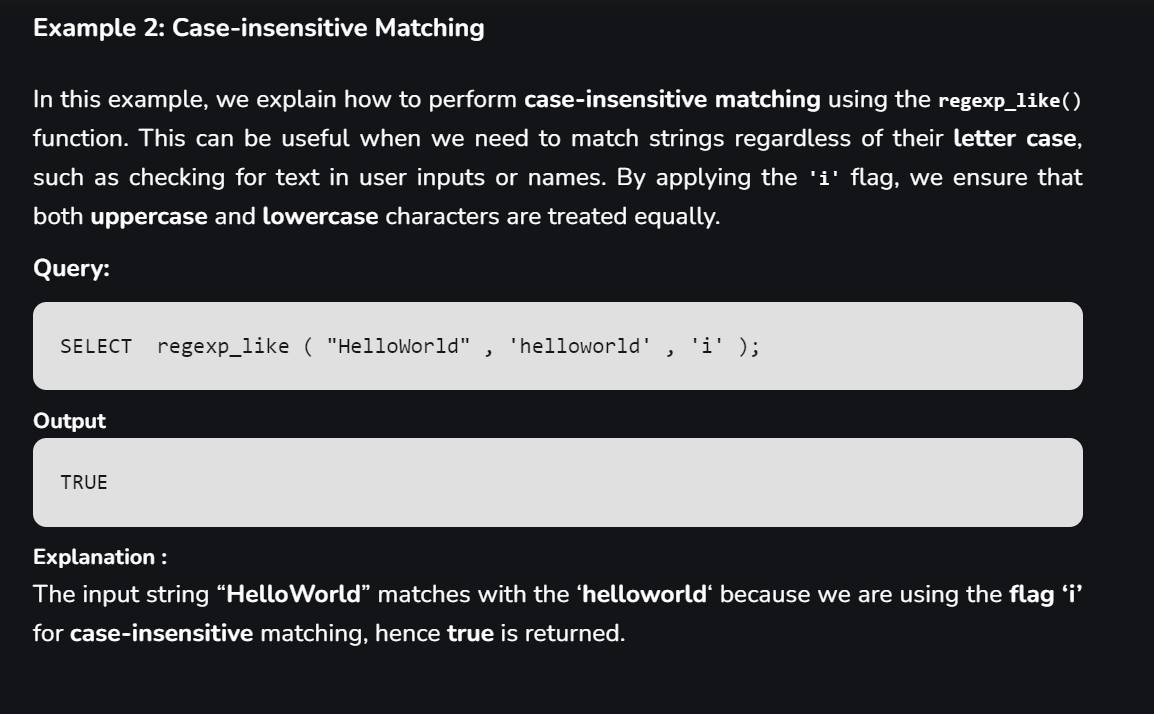 Example 2: Case-insensitive Matching
In this example, we explain how to perform case-insensitive matching using the regexp_like()
function. This can be useful when we need to match strings regardless of their letter case,
such as checking for text in user inputs or names. By applying the 'i' flag, we ensure that
both uppercase and lowercase characters are treated equally.
Query:
SELECT  regexp_like ( "HelloWorld" , 'helloworld' , 'i' );
Output
TRUE
Explanation :
The input string “HelloWorld” matches with the ‘helloworld‘ because we are using the flag ‘i’
for case-insensitive matching, hence true is returned.